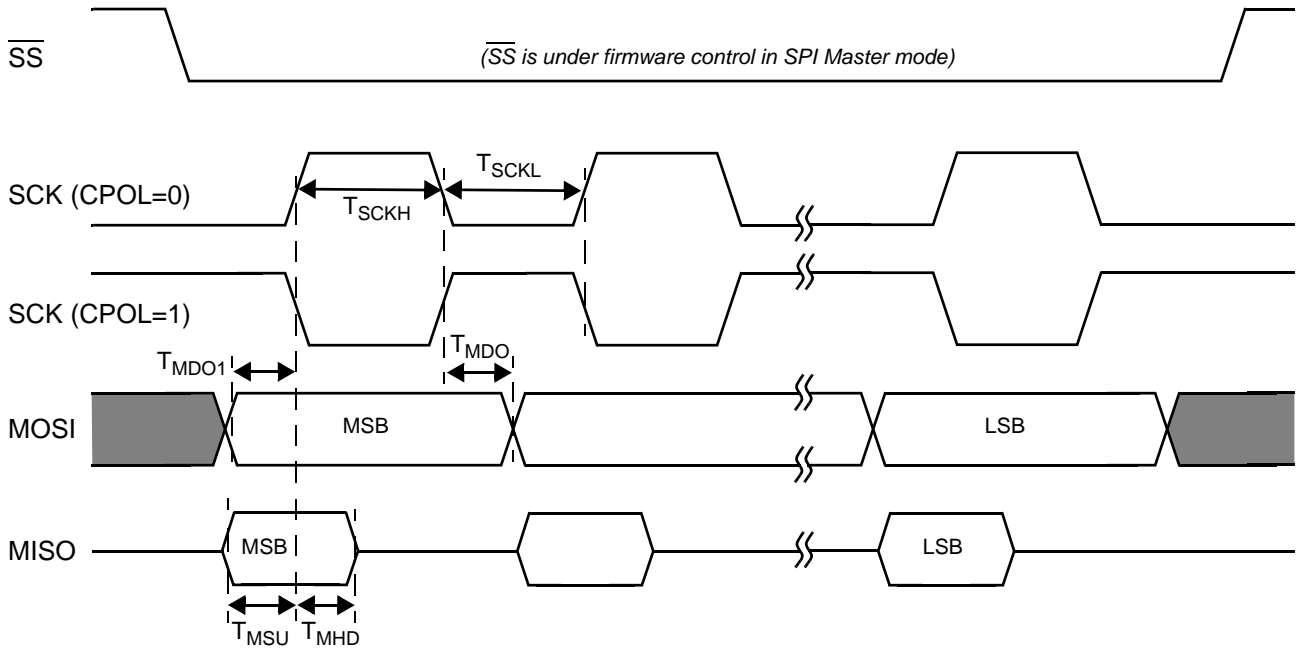 SS
(SS is under firmware control in SPI Master mode)
TSCKL
SCK (CPOL=0)
TSCKH
SCK (CPOL=1)
TMDO1
TMDO
MOSI
MSB
LSB
MISO
MSB
LSB
TMSU
TMHD